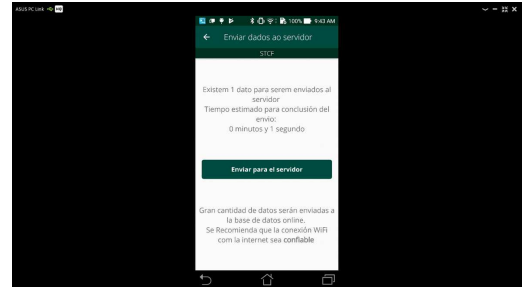 ASUS PC Link
100%
9:43 AM
Enviar dados ao servidor
STCF
Existem 1 dato para serem enviados al
servidor
Tiempo estimado para conclusión del
envio:
0 minutos y 1 segundo
Enviar para el servidor
Gran cantidad de datos serán enviadas a
la base de datos online.
Se Recomienda que la conexión WiFi
com la internet sea confiable